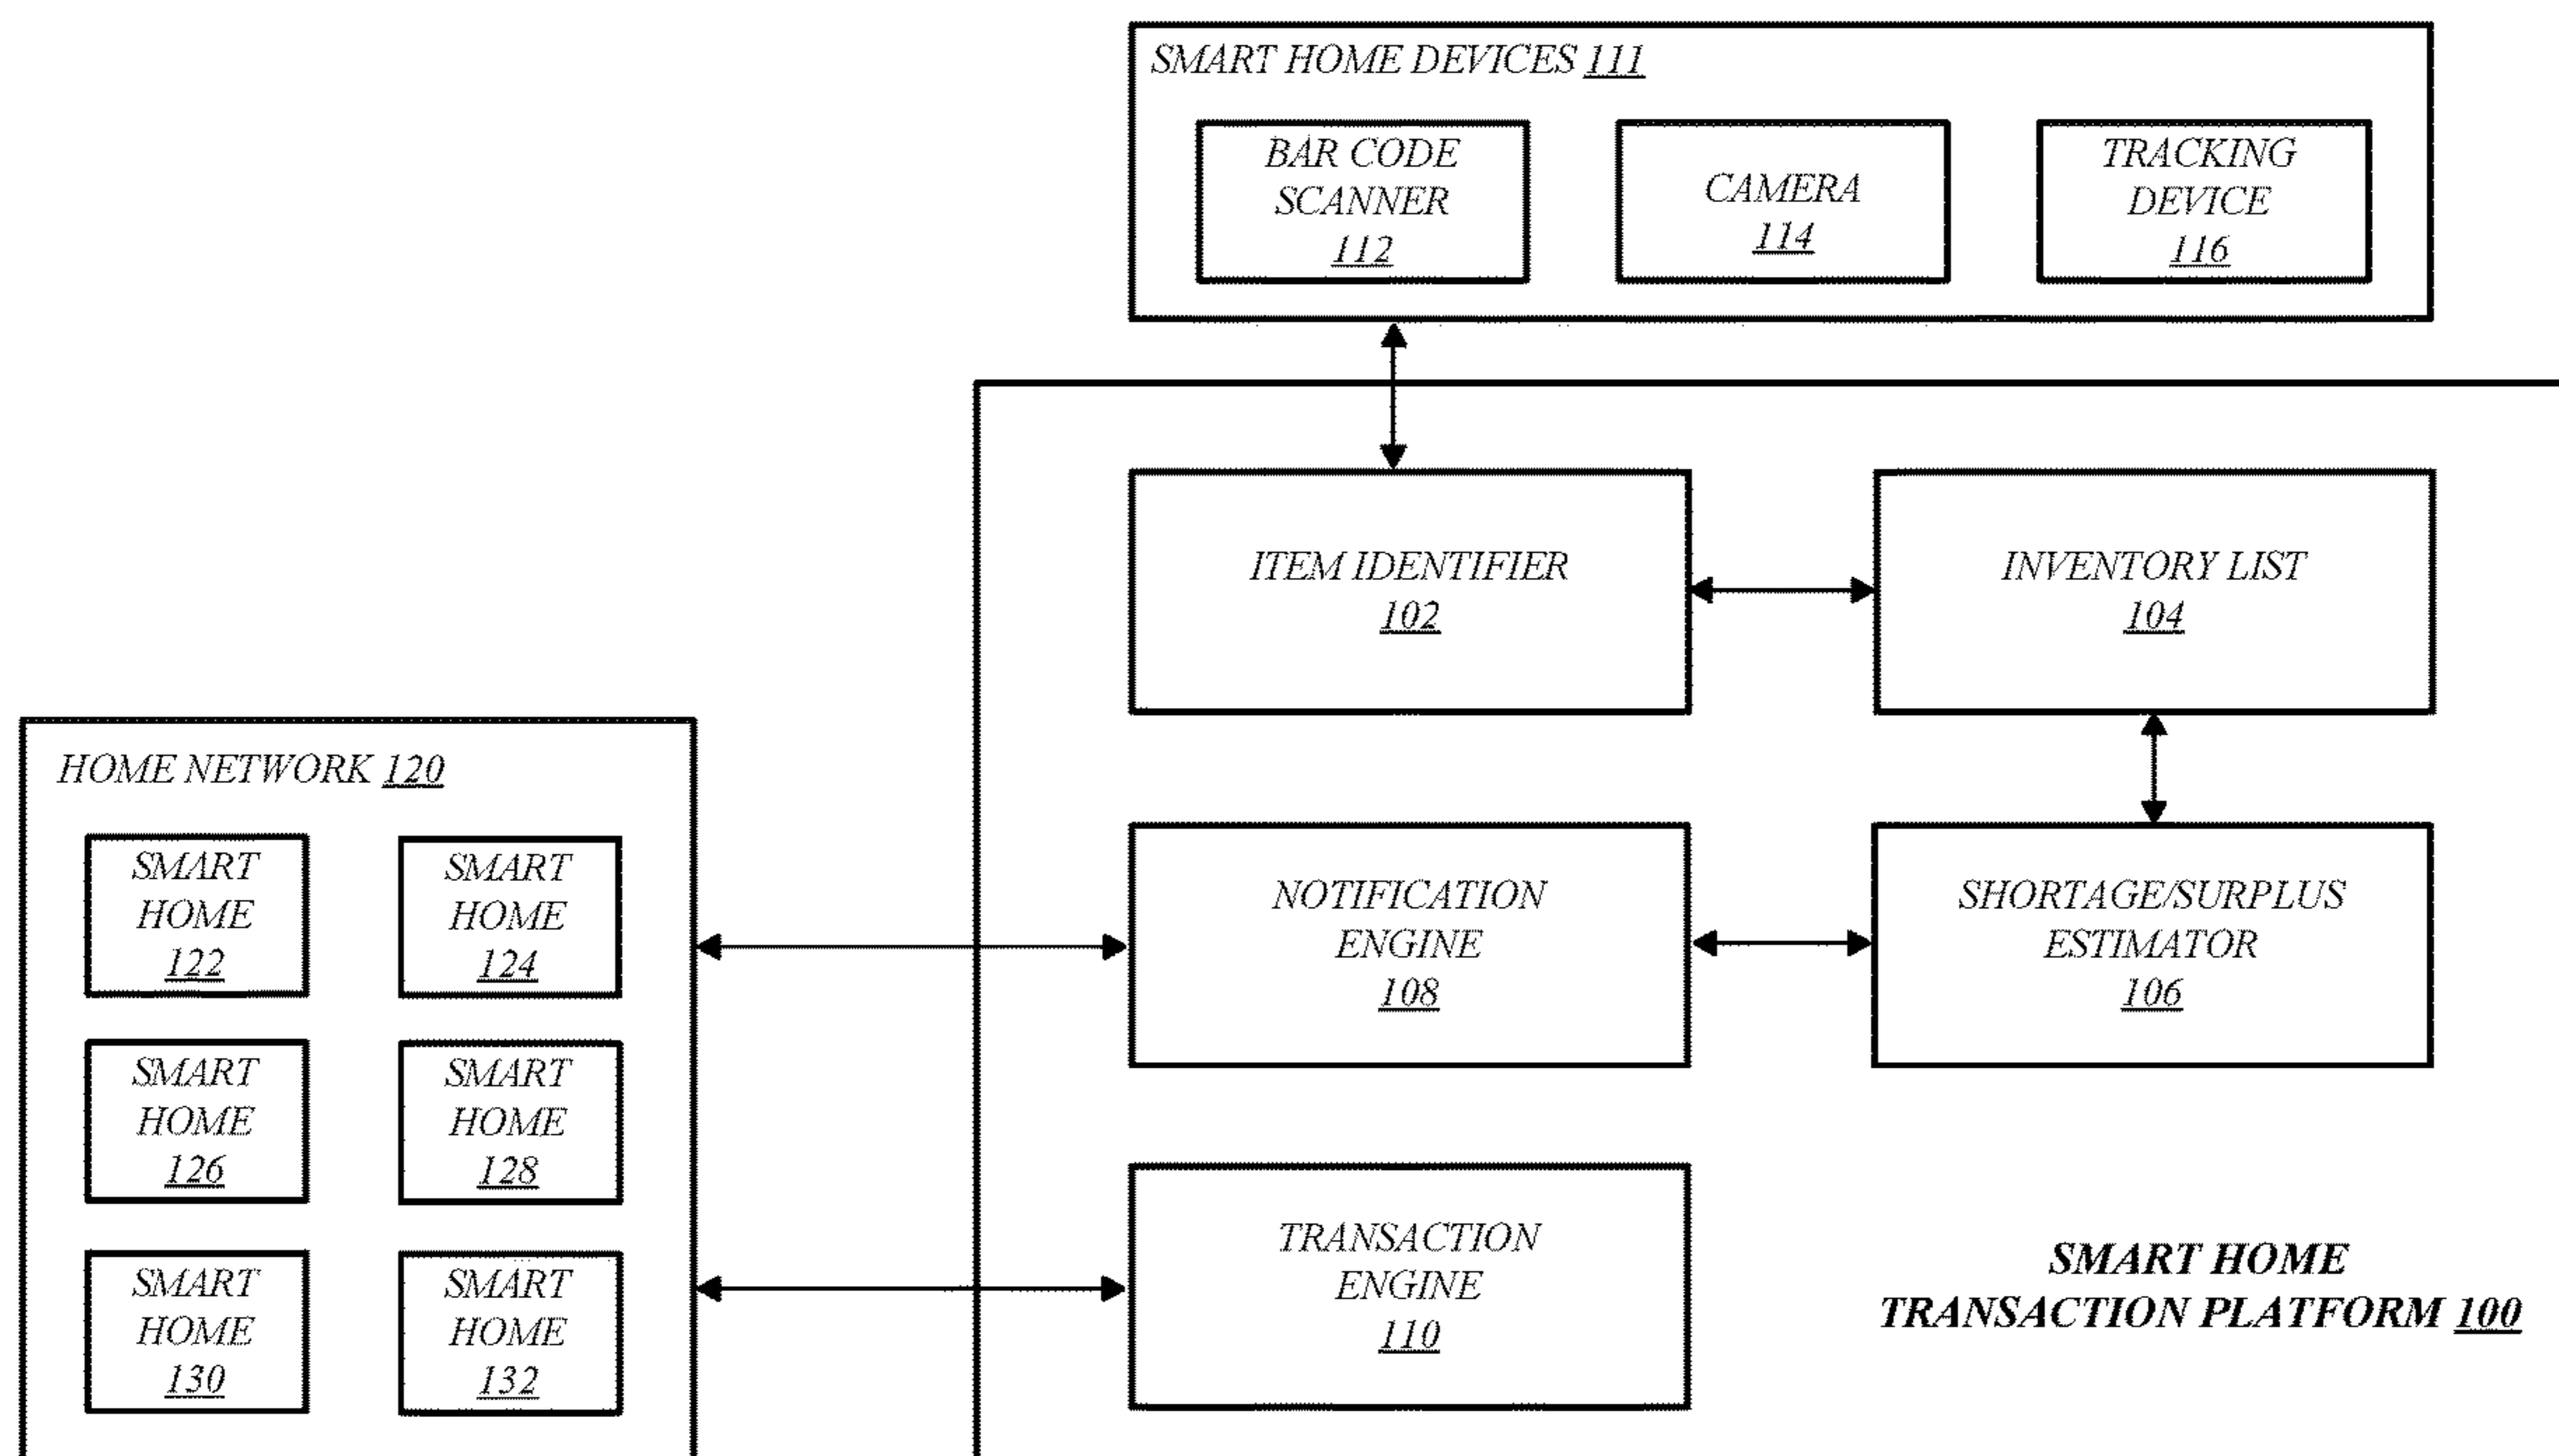 SMART HOME DEVICES 111
BAR CODE
SCANNER
112
CAMERA
114
TRACKING
DEVICE
116
ITEM IDENTIFIER
102
INVENTORY LIST
104
HOME NETWORK 120
SMART
HOME
122
SMART
HOME
124
SMART
HOME
126
SMART
HOME
128
SMART
HOME
130
SMART
HOME
132
NOTIFICATION
ENGINE
108
SHORTAGE/SURPLUS
ESTIMATOR
106
TRANSACTION
ENGINE
110
SMART HOME
TRANSACTION PLATFORM 100